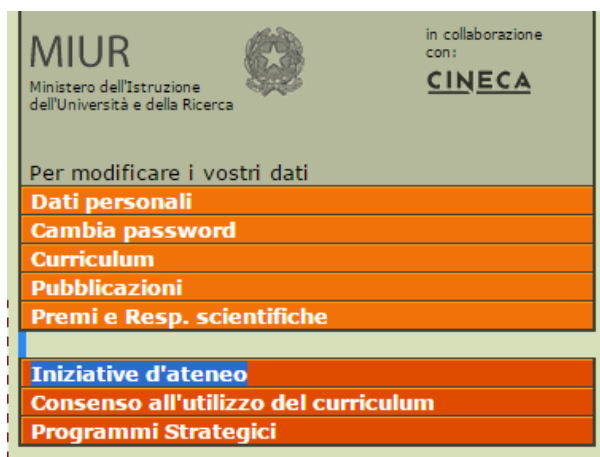 MIUR
Ministero dell'Istruzione
dell'Università e della Ricerca
in collaborazione
con:
CINECA
Per modificare i vostri dati
Dati personali
Cambia password
Curriculum
Pubblicazioni
Premi e Resp. scientifiche
Iniziative d'ateneo
Consenso all'utilizzo del curriculum
Programmi Strategici